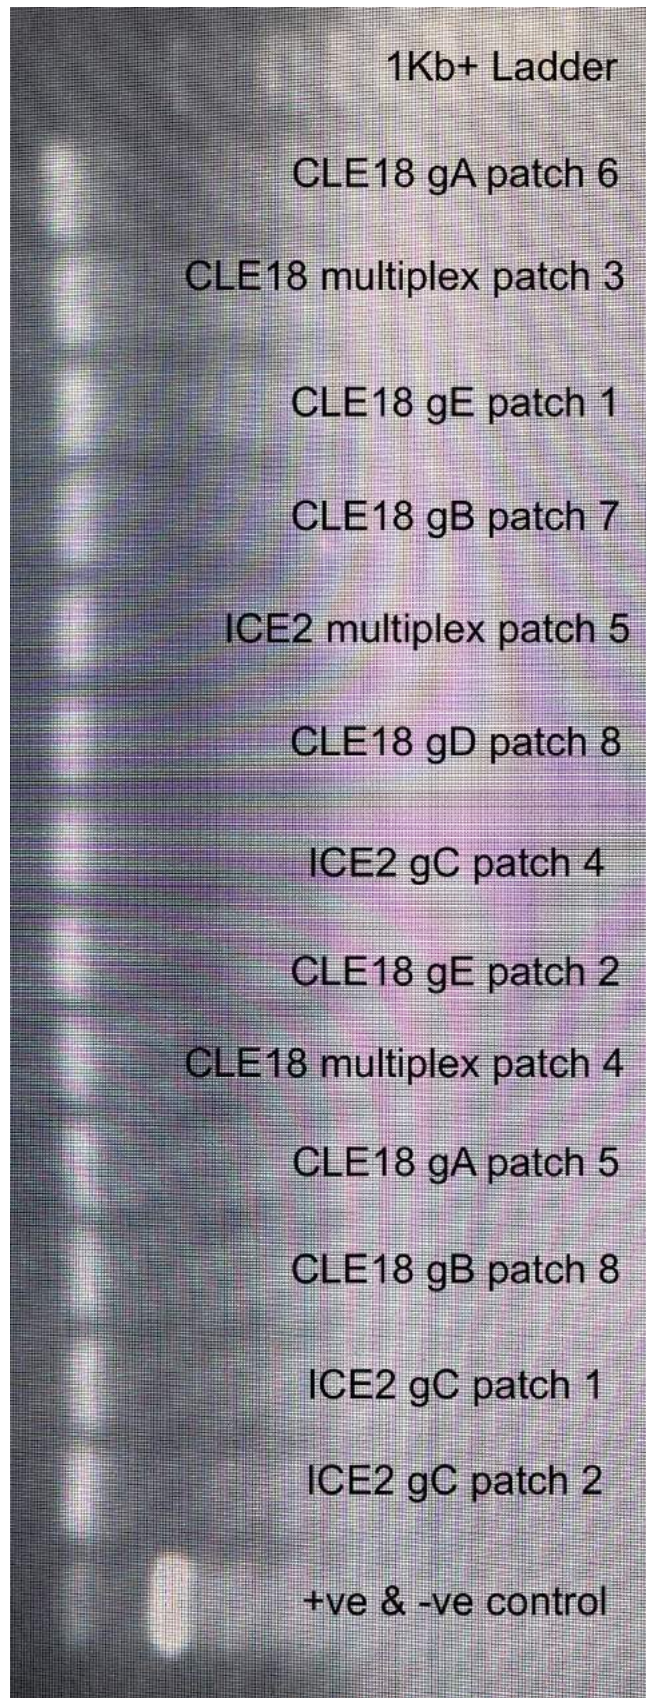 1Kb+ Ladder
CLE18 gA patch 6
CLE18 multiplex patch 3
CLE18 gE patch 1
CLE18 gB patch 7
ICE2 multiplex patch 5
CLE18 gD patch 8
ICE2 gC patch 4
CLE18 gE patch 2
CLE18 multiplex patch 4
CLE18 gA patch 5
CLE18 gB patch 8
ICE2 gC patch 1
ICE2 gC patch 2
+ve & -ve control